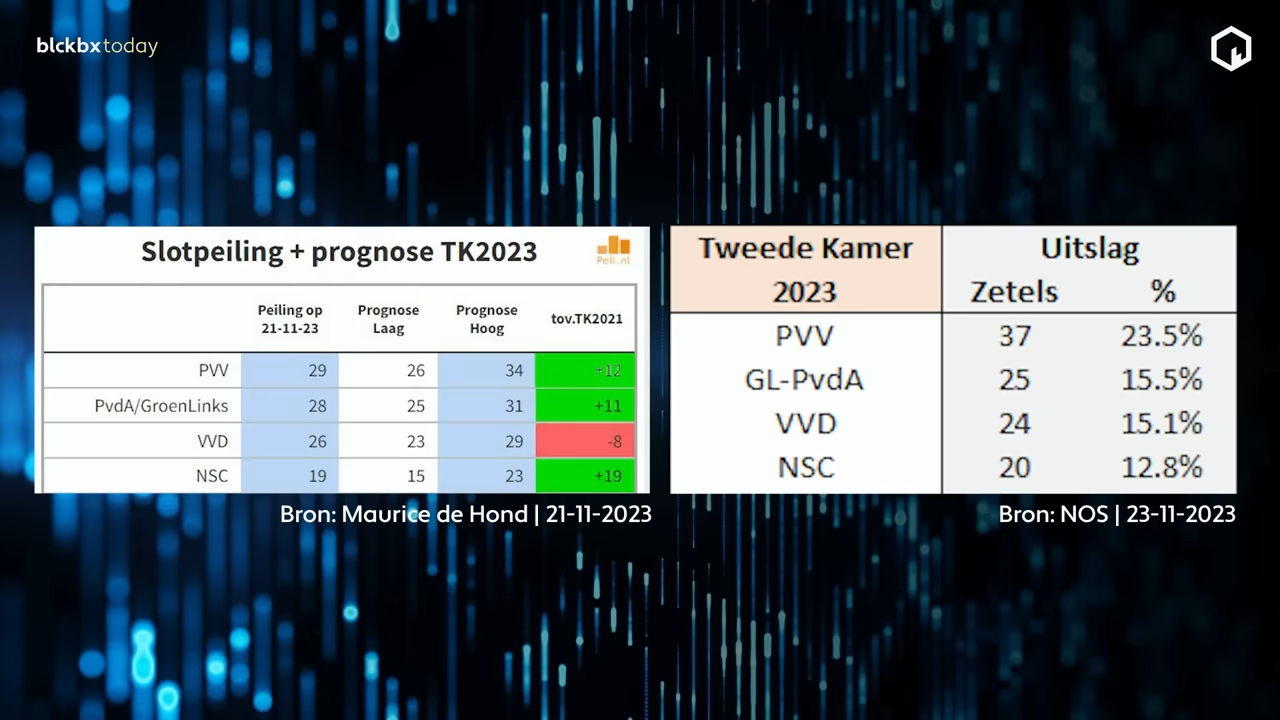 blckbxtoday
Slotpeiling + prognose TK2023
Peil.nl
Peiling op 21-11-23 Prognose Laag Prognose Hoog tov.TK2021
PVV 29 26 34 +12
PvdA/GroenLinks 28 25 31 +11
VVD 26 23 29 -8
NSC 19 15 23 +19
Bron: Maurice de Hond | 21-11-2023
Tweede Kamer 2023 Uitslag
Zetels %
PVV 37 23.5%
GL-PvdA 25 15.5%
VVD 24 15.1%
NSC 20 12.8%
Bron: NOS | 23-11-2023